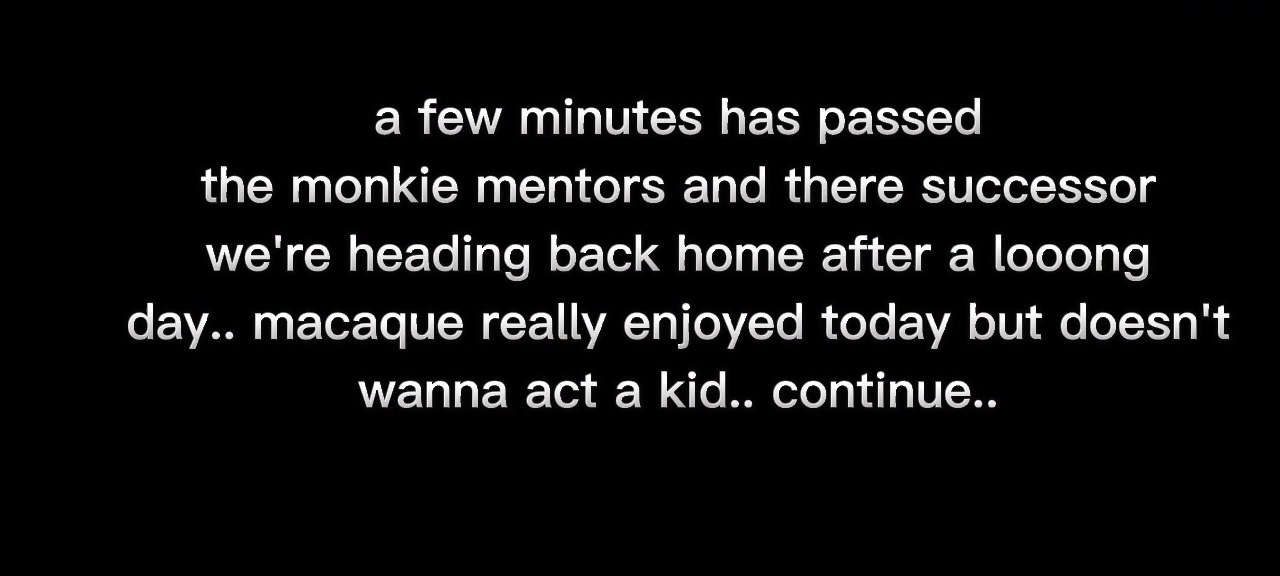 a few minutes has passed
the monkie mentors and there successor
we're heading back home after a looong
day.. macaque really enjoyed today but doesn't
wanna act a kid.. continue..